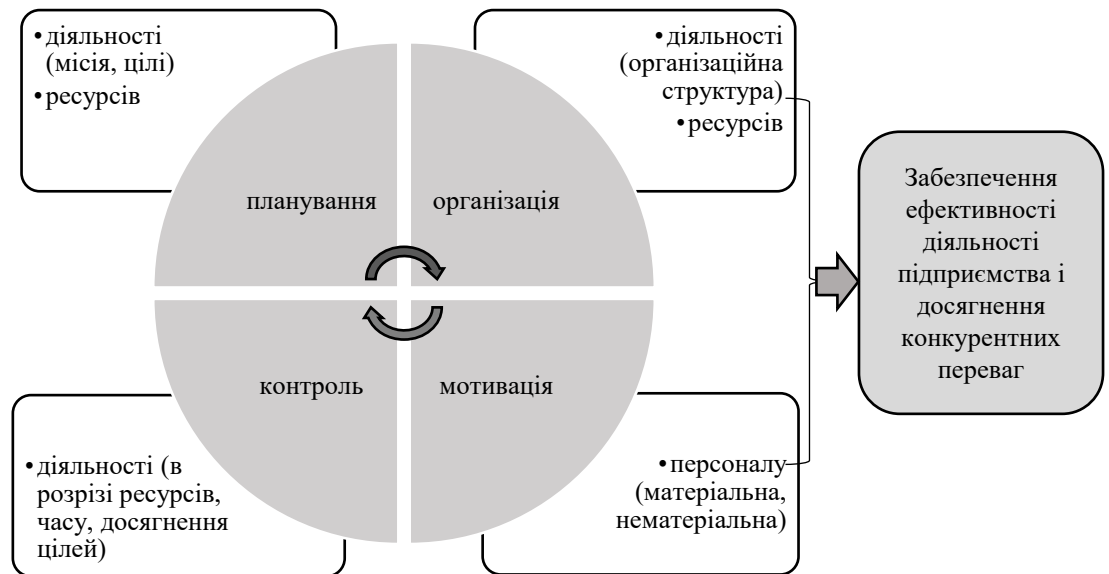 •діяльності
(місія, цілі)
•ресурсів
•діяльності
(організаційна
структура)
•ресурсів
планування
організація
контроль
мотивація
•діяльності (в
розрізі ресурсів,
часу, досягнення
цілей)
•персоналу
(матеріальна,
нематеріальна)
Забезпечення
ефективності
діяльності
підприємства і
досягнення
конкурентних
переваг